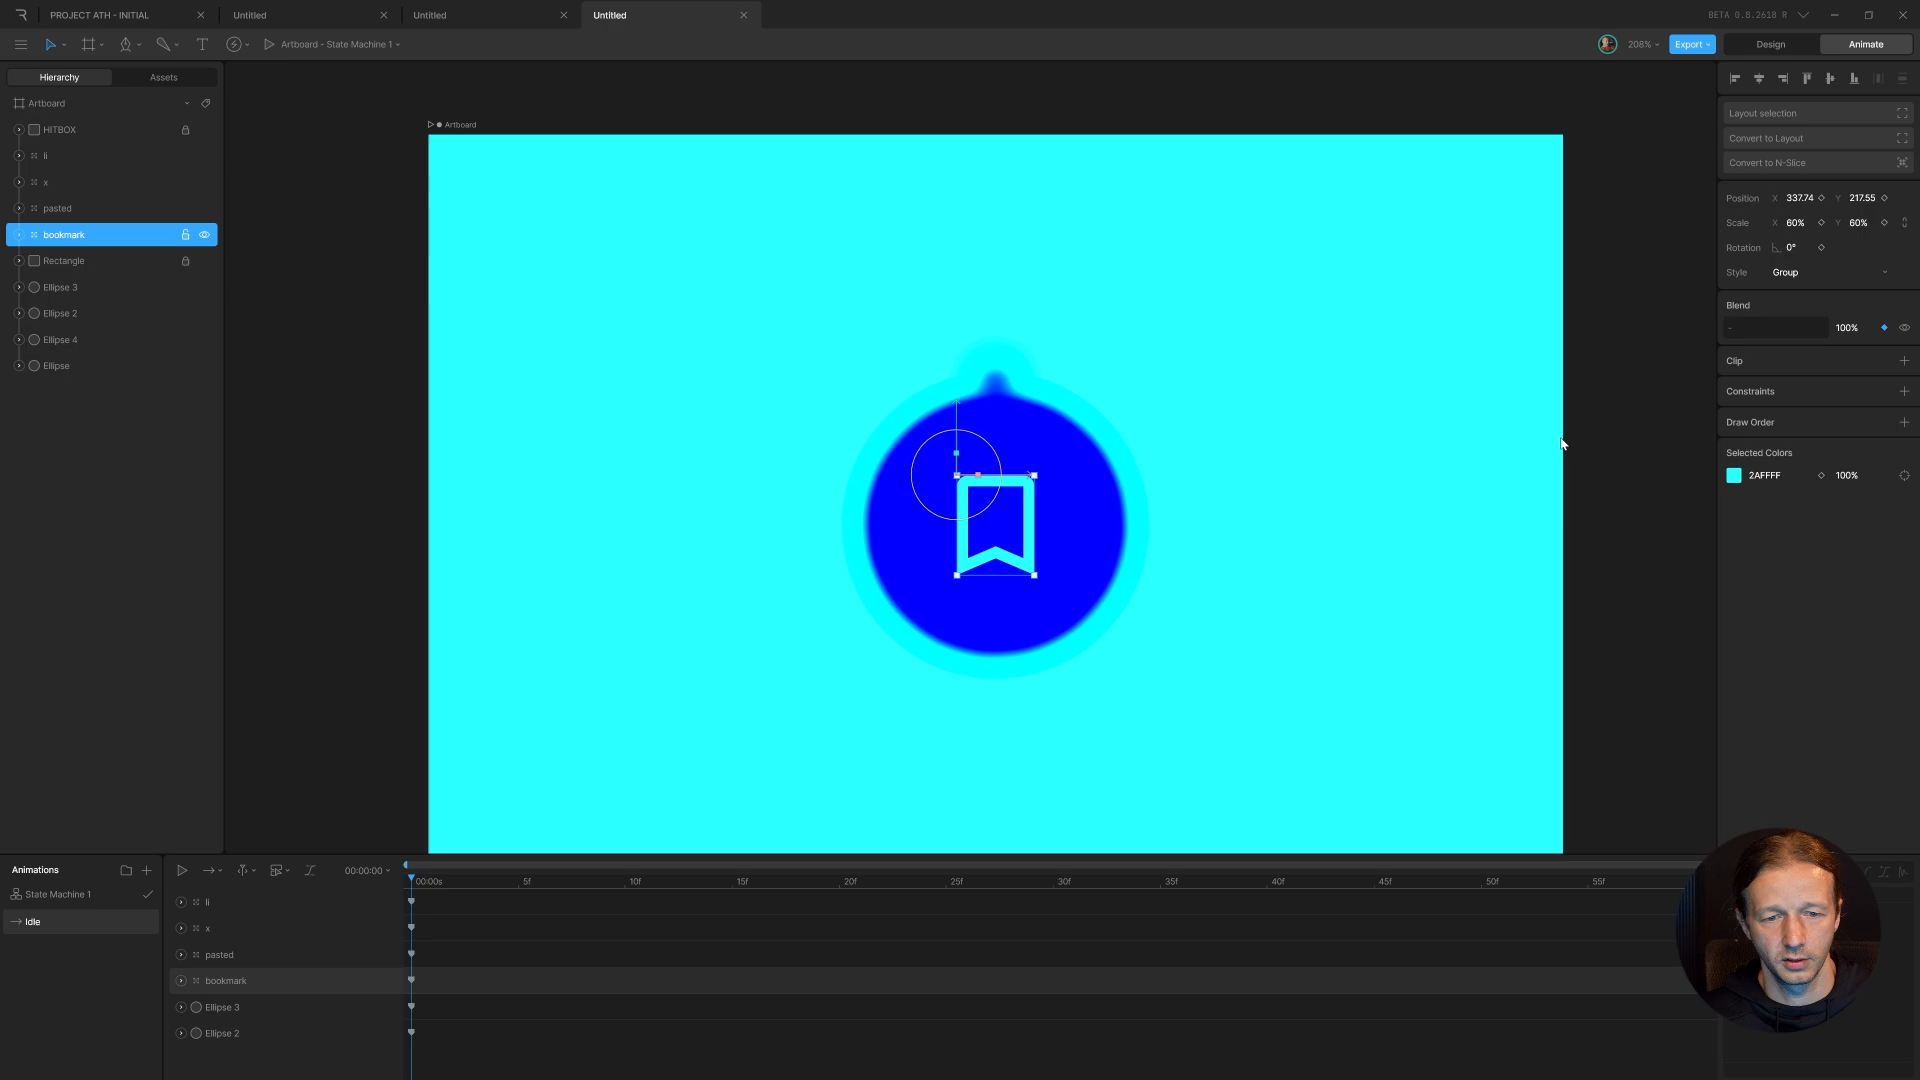 PROJECT ATH - INITIAL
Untitled
Untitled
Untitled
BETA 0.8.2618 R
Artboard - State Machine 1
208%
Export
Design
Animate
Hierarchy
Assets
Artboard
HITBOX
li
x
pasted
bookmark
Rectangle
Ellipse 3
Ellipse 2
Ellipse 4
Ellipse
Artboard
Layout selection
Convert to Layout
Convert to N-Slice
Position X 337.74 Y 217.55
Scale X 60% Y 60%
Rotation 0°
Style Group
Blend
- 100%
Clip
Constraints
Draw Order
Selected Colors
2AFFFF 100%
Animations
State Machine 1
Idle
00:00:00
00:00s 5f 10f 15f 20f 25f 30f 35f 40f 45f 50f 55f
li
x
pasted
bookmark
Ellipse 3
Ellipse 2